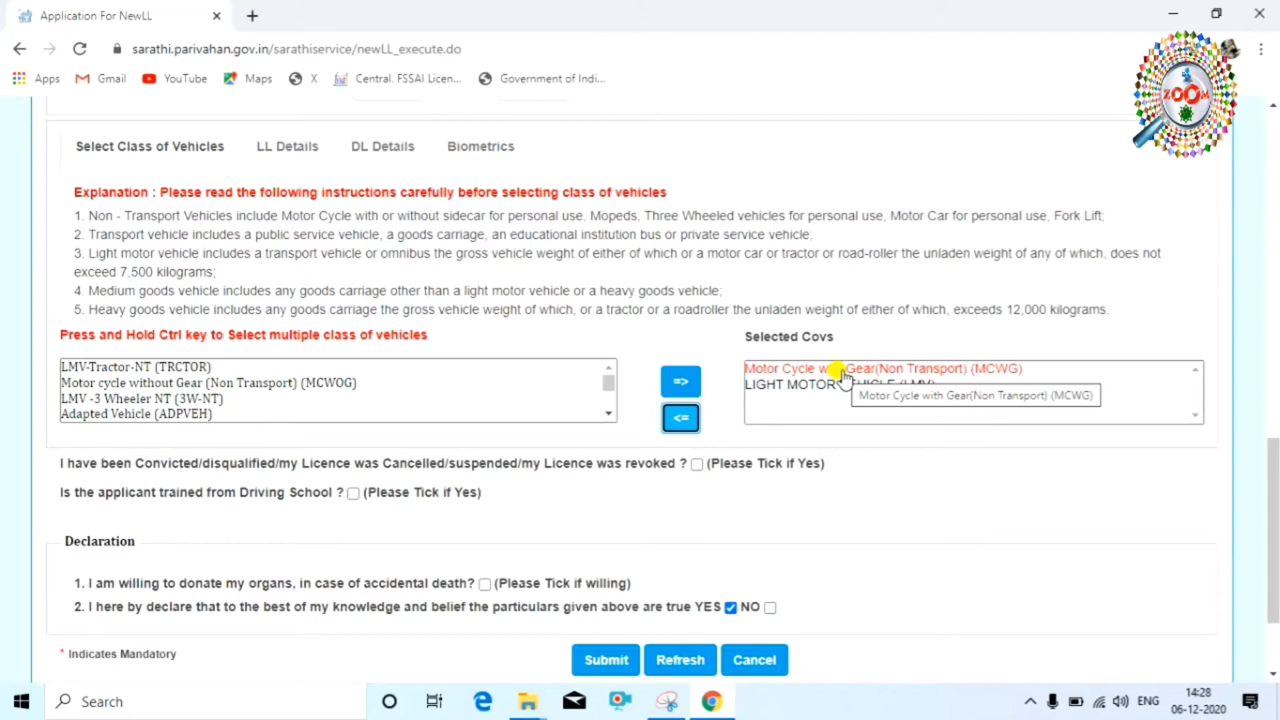 Application For NewLL
sarathi.parivahan.gov.in/sarathiservice/newLL_execute.do
Apps Gmail YouTube Maps X Central. FSSAI Licen... Government of Indi...
ZOOM
Select Class of Vehicles LL Details DL Details Biometrics
Explanation : Please read the following instructions carefully before selecting class of vehicles
1. Non - Transport Vehicles include Motor Cycle with or without sidecar for personal use, Mopeds, Three Wheeled vehicles for personal use, Motor Car for personal use, Fork Lift;
2. Transport vehicle includes a public service vehicle, a goods carriage, an educational institution bus or private service vehicle;
3. Light motor vehicle includes a transport vehicle or omnibus the gross vehicle weight of either of which or a motor car or tractor or road-roller the unladen weight of any of which, does not
exceed 7,500 kilograms;
4. Medium goods vehicle includes any goods carriage other than a light motor vehicle or a heavy goods vehicle;
5. Heavy goods vehicle includes any goods carriage the gross vehicle weight of which, or a tractor or a roadroller the unladen weight of either of which, exceeds 12,000 kilograms.
Press and Hold Ctrl key to Select multiple class of vehicles
Selected Covs
LMV-Tractor-NT (TRCTOR)
Motor cycle without Gear (Non Transport) (MCWOG)
LMV -3 Wheeler NT (3W-NT)
Adapted Vehicle (ADPVEH)
=>
<=
Motor Cycle with Gear(Non Transport) (MCWG)
LIGHT MOTOR VEHICLE (LMV)
Motor Cycle with Gear(Non Transport) (MCWG)
I have been Convicted/disqualified/my Licence was Cancelled/suspended/my Licence was revoked ? (Please Tick if Yes)
Is the applicant trained from Driving School ? (Please Tick if Yes)
Declaration
1. I am willing to donate my organs, in case of accidental death? (Please Tick if willing)
2. I here by declare that to the best of my knowledge and belief the particulars given above are true YES NO
* Indicates Mandatory
Submit Refresh Cancel
Search
ENG
14:28
06-12-2020